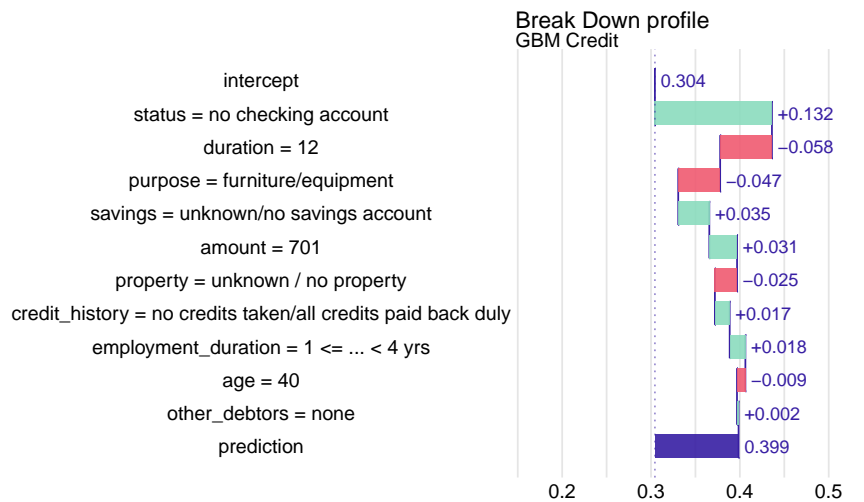 Break Down profile
GBM Credit
intercept 0.304
status = no checking account +0.132
duration = 12 −0.058
purpose = furniture/equipment −0.047
savings = unknown/no savings account +0.035
amount = 701 +0.031
property = unknown / no property −0.025
credit_history = no credits taken/all credits paid back duly +0.017
employment_duration = 1 <= ... < 4 yrs +0.018
age = 40 −0.009
other_debtors = none +0.002
prediction 0.399
0.2 0.3 0.4 0.5